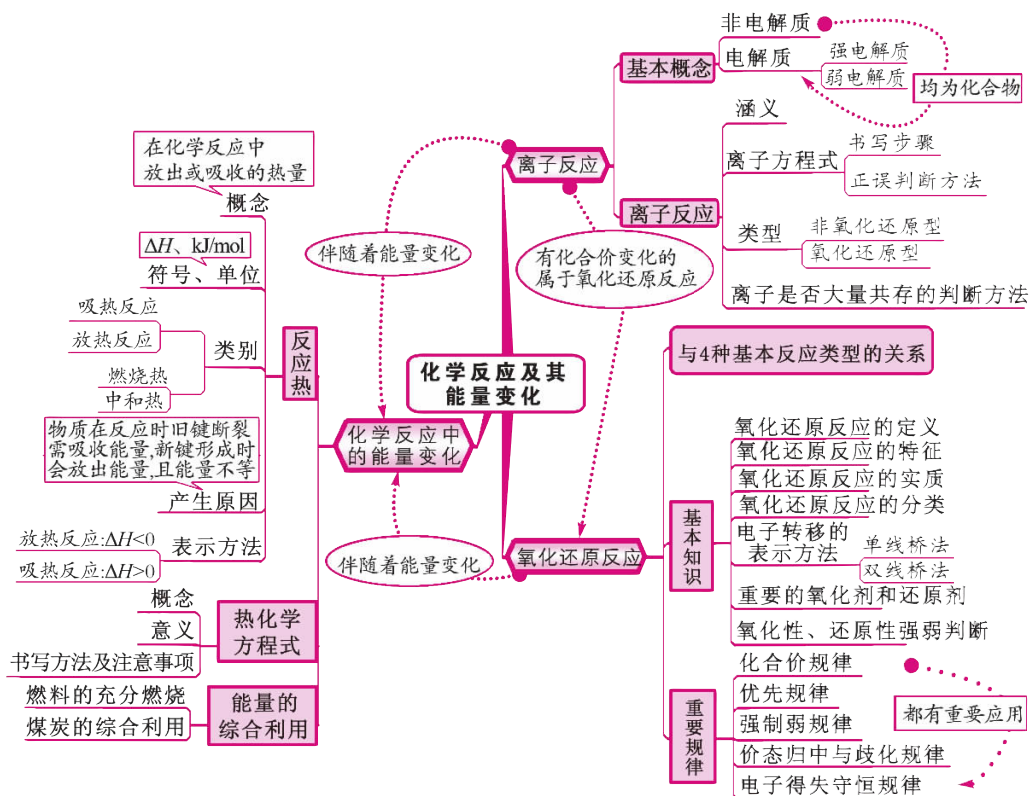 化学反应及其
能量变化
离子反应
基本概念
非电解质
电解质
强电解质
弱电解质
均为化合物
离子反应
涵义
离子方程式
书写步骤
正误判断方法
类型
非氧化还原型
氧化还原型
离子是否大量共存的判断方法
伴随着能量变化
有化合价变化的
属于氧化还原反应
氧化还原反应
与4种基本反应类型的关系
基本知识
氧化还原反应的定义
氧化还原反应的特征
氧化还原反应的实质
氧化还原反应的分类
电子转移的
表示方法
单线桥法
双线桥法
重要的氧化剂和还原剂
氧化性、还原性强弱判断
重要规律
化合价规律
优先规律
强制弱规律
价态归中与歧化规律
电子得失守恒规律
都有重要应用
伴随着能量变化
化学反应中
的能量变化
反应热
在化学反应中
放出或吸收的热量
概念
ΔH、kJ/mol
符号、单位
类别
吸热反应
放热反应
燃烧热
中和热
物质在反应时旧键断裂
需吸收能量,新键形成时
会放出能量,且能量不等
产生原因
表示方法
放热反应:ΔH<0
吸热反应:ΔH>0
热化学
方程式
概念
意义
书写方法及注意事项
能量的
综合利用
燃料的充分燃烧
煤炭的综合利用